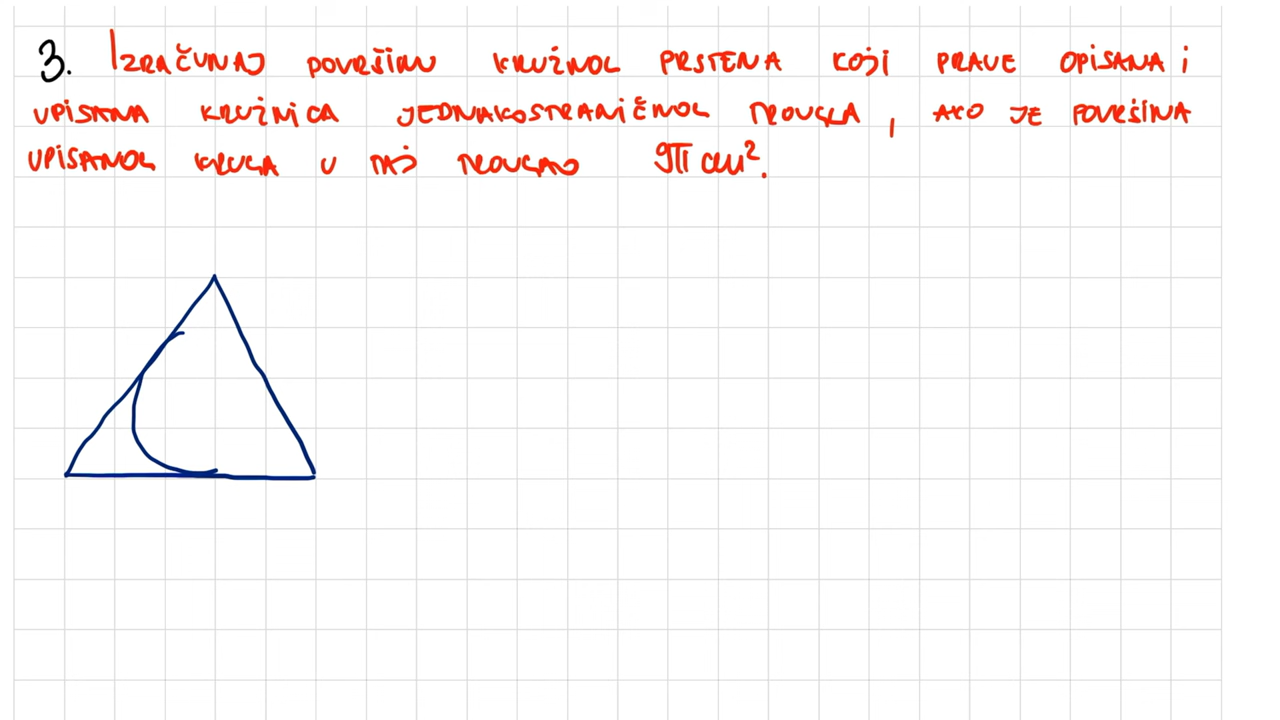 3. IZRAČUNAJ POVRŠINU KRUŽNOG PRSTENA KOJI PRAVE OPISANA I
UPISANA KRUŽNICA JEDNAKOSTRANIČNOG TROUGLA, AKO JE POVRŠINA
UPISANOG KRUGA U TAJ TROUGAO 9π cm².